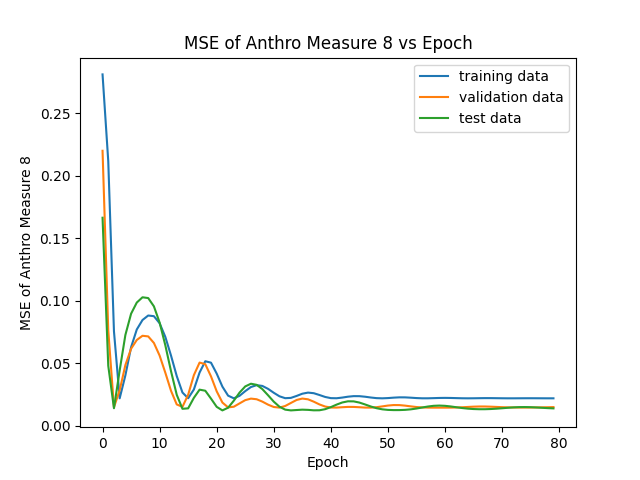 MSE of Anthro Measure 8 vs Epoch
training data
validation data
test data
MSE of Anthro Measure 8
0.25
0.20
0.15
0.10
0.05
0.00
0 10 20 30 40 50 60 70 80
Epoch